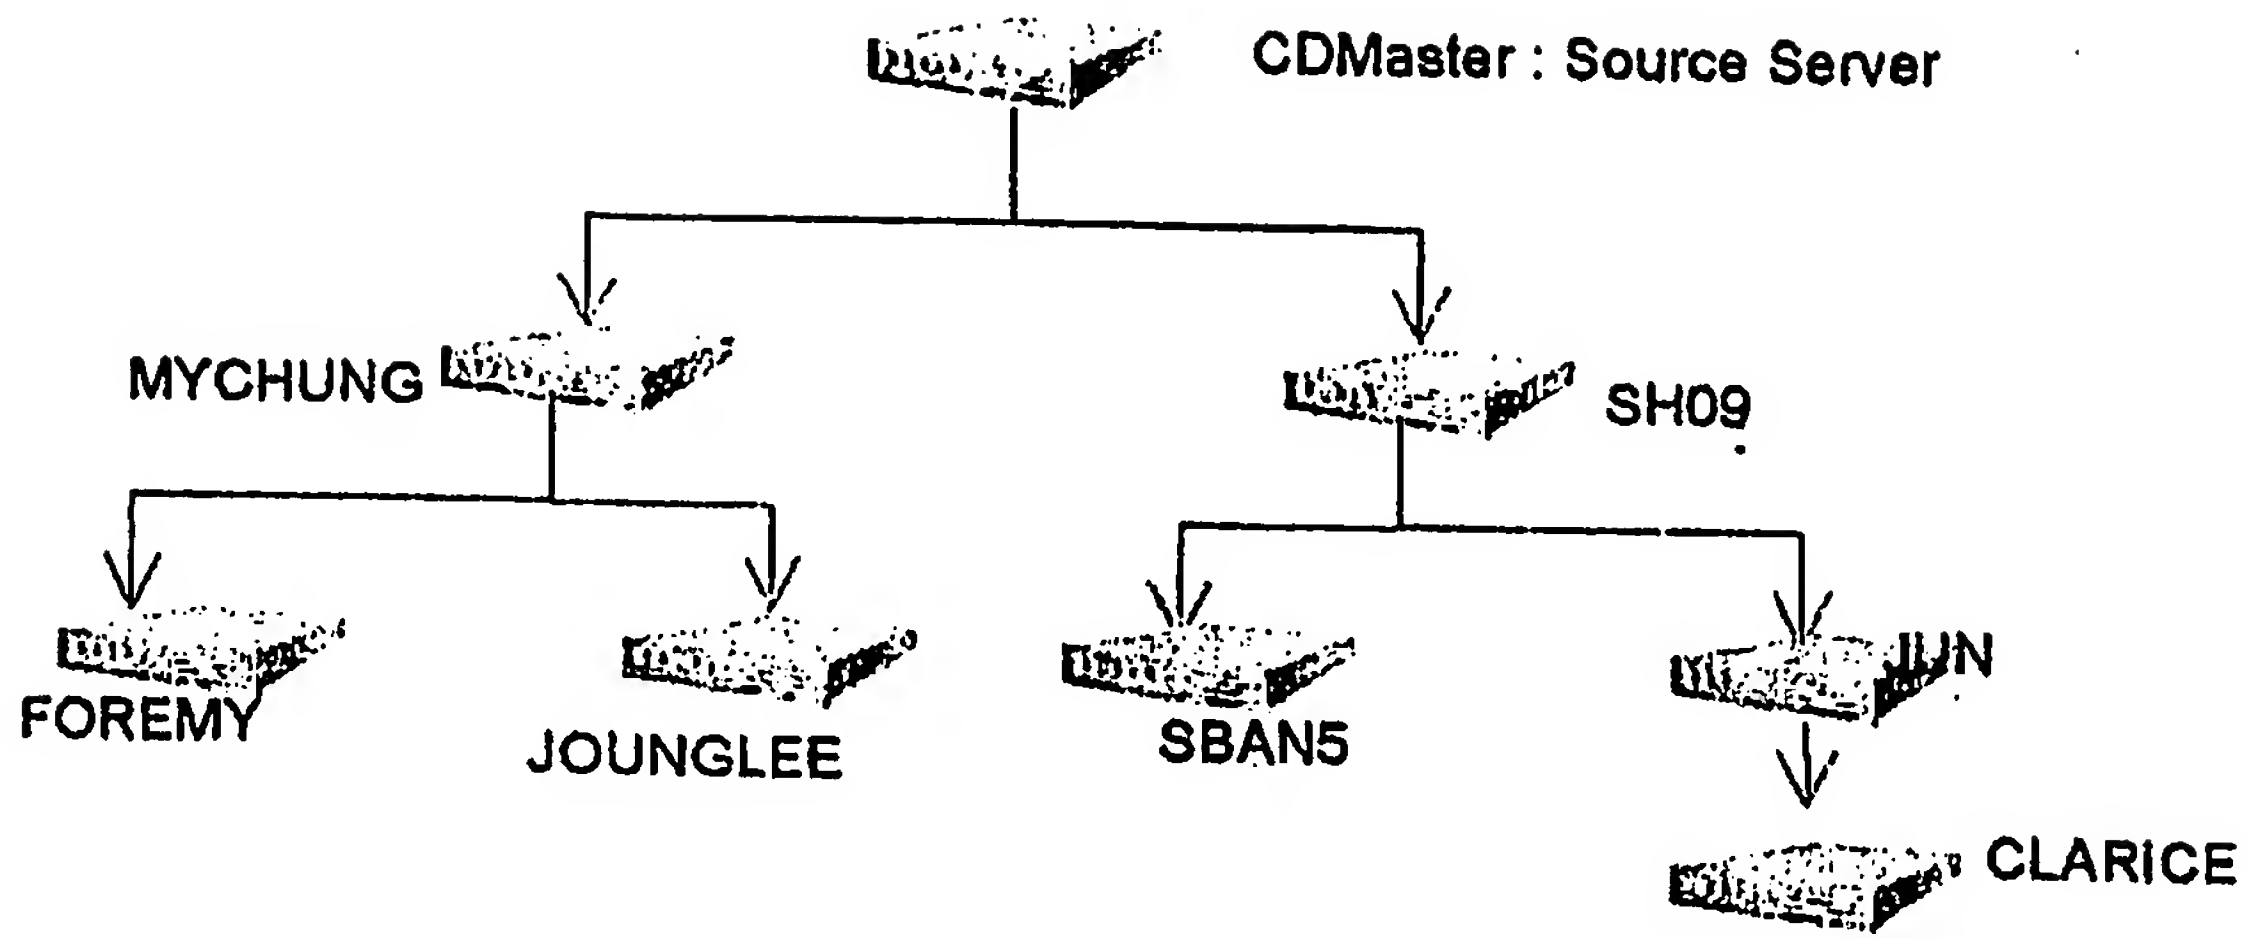 CDMaster : Source Server
MYCHUNG
SH09
FOREMY
JOUNGLEE
SBAN5
JUN
CLARICE